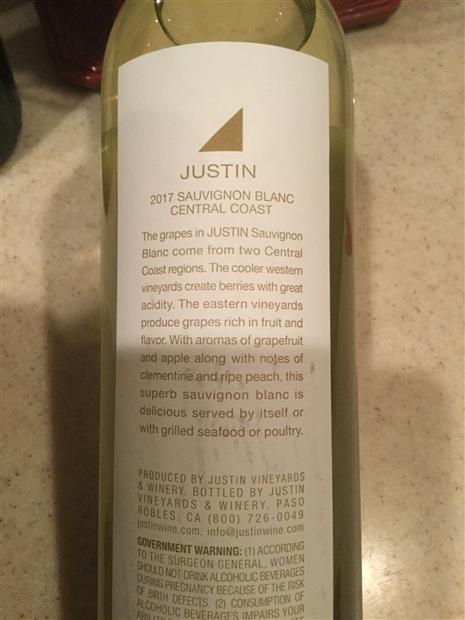 JUSTIN
2017 SAUVIGNON BLANC
CENTRAL COAST
The grapes in JUSTIN Sauvignon
Blanc come from two Central
Coast regions. The cooler western
vineyards create berries with great
acidity. The eastern vineyards
produce grapes rich in fruit and
flavor. With aromas of grapefruit
and apple along with notes of
clementine and ripe peach, this
superb sauvignon blanc is
delicious served by itself or
with grilled seafood or poultry.
PRODUCED BY JUSTIN VINEYARDS
& WINERY. BOTTLED BY JUSTIN
VINEYARDS & WINERY, PASO
ROBLES, CA (800) 726-0049
justinwine.com, info@justinwine.com
GOVERNMENT WARNING: (1) ACCORDING
TO THE SURGEON GENERAL, WOMEN
SHOULD NOT DRINK ALCOHOLIC BEVERAGES
DURING PREGNANCY BECAUSE OF THE RISK
OF BIRTH DEFECTS. (2) CONSUMPTION OF
ALCOHOLIC BEVERAGES IMPAIRS YOUR